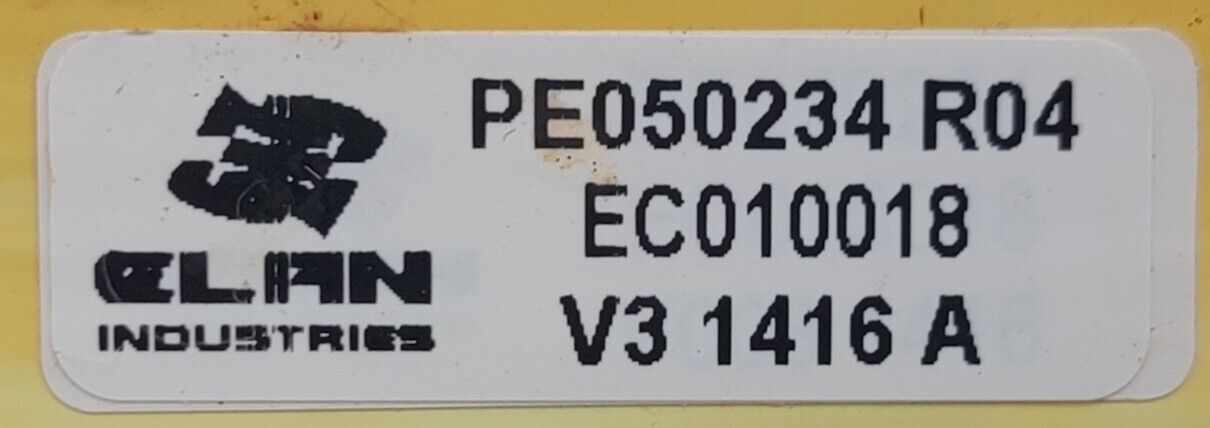 PE050234 R04
EC010018
V3 1416 A
ELAN
INDUSTRIES